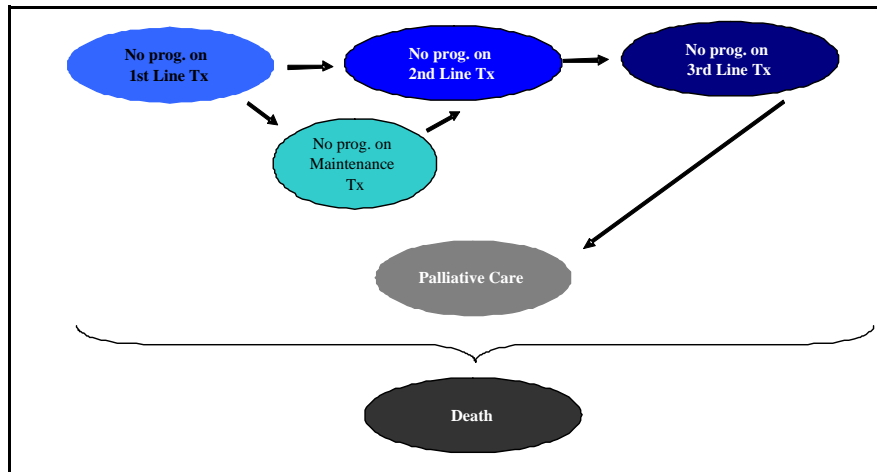 No prog. on
1st Line Tx
No prog. on
2nd Line Tx
No prog. on
3rd Line Tx
No prog. on
Maintenance
Tx
Palliative Care
Death